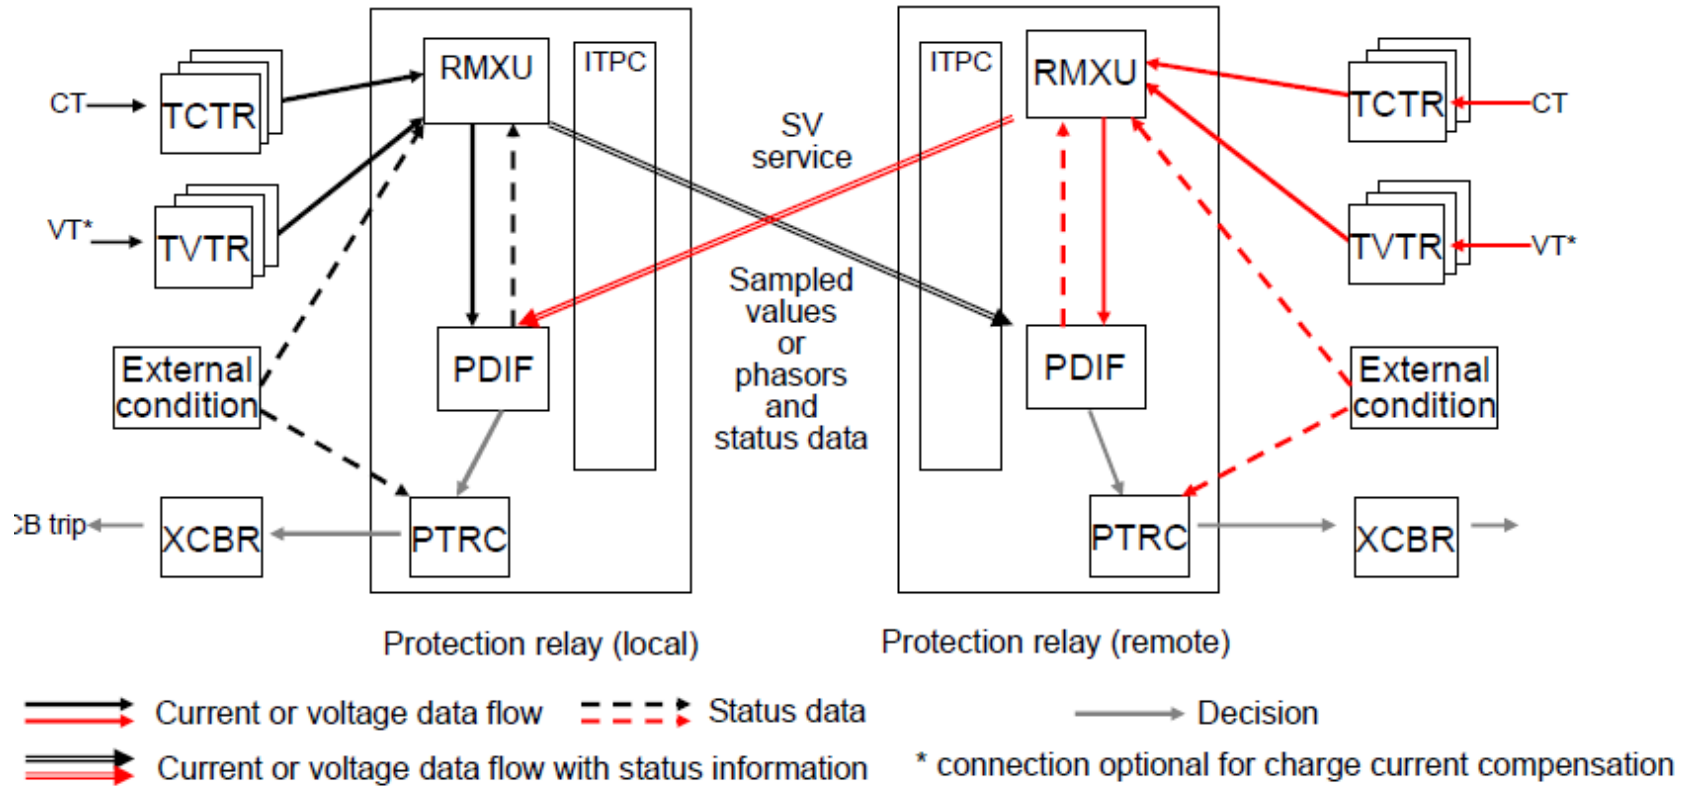 RMXU
ITPC
ITPC
RMXU
CT
TCTR
TCTR
CT
SV
service
VT*
TVTR
TVTR
VT*
Sampled
values
or
phasors
and
status data
External
condition
PDIF
PDIF
External
condition
CB trip
XCBR
PTRC
PTRC
XCBR
Protection relay (local)
Protection relay (remote)
Current or voltage data flow
Status data
Decision
Current or voltage data flow with status information
* connection optional for charge current compensation